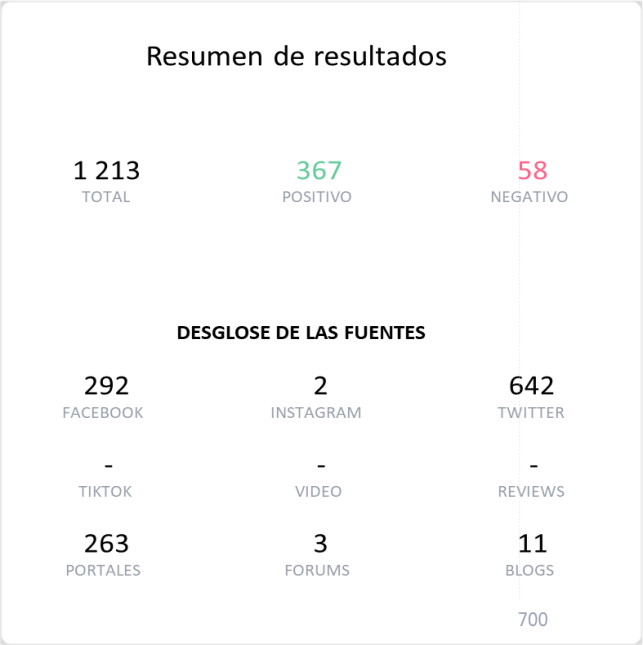 Resumen de resultados
1 213 367 58
TOTAL POSITIVO NEGATIVO
DESGLOSE DE LAS FUENTES
292 2 642
FACEBOOK INSTAGRAM TWITTER
- - -
TIKTOK VIDEO REVIEWS
263 3 11
PORTALES FORUMS BLOGS
700